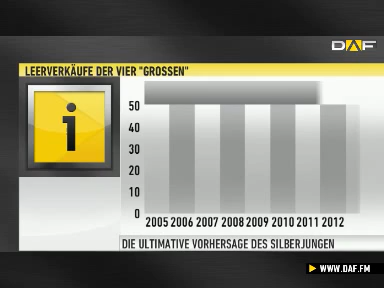 DAF
LEERVERKÄUFE DER VIER "GROSSEN"
i
50
40
30
20
10
0
2005 2006 2007 2008 2009 2010 2011 2012
DIE ULTIMATIVE VORHERSAGE DES SILBERJUNGEN
WWW.DAF.FM